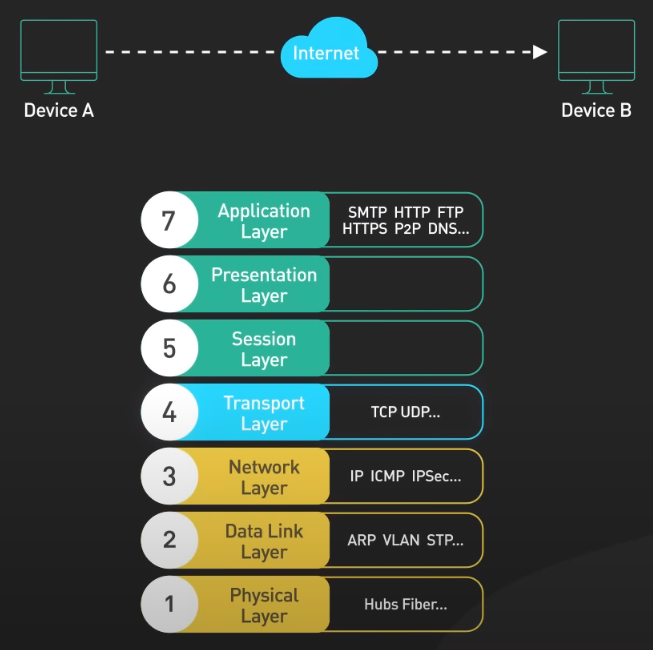 Internet
Device A
Device B
7
Application
Layer
SMTP HTTP FTP
HTTPS P2P DNS...
6
Presentation
Layer
5
Session
Layer
4
Transport
Layer
TCP UDP...
3
Network
Layer
IP ICMP IPSec...
2
Data Link
Layer
ARP VLAN STP...
1
Physical
Layer
Hubs Fiber...